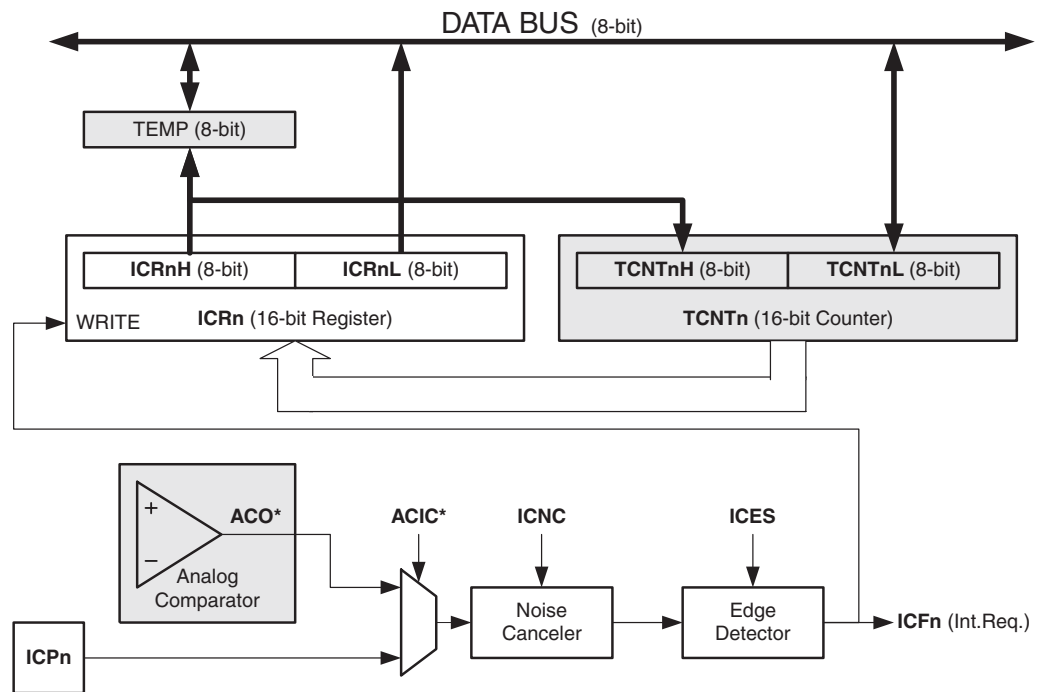 DATA BUS (8-bit)
TEMP (8-bit)
ICRnH (8-bit) ICRnL (8-bit)
WRITE ICRn (16-bit Register)
TCNTnH (8-bit) TCNTnL (8-bit)
TCNTn (16-bit Counter)
+
−
ACO*
Analog
Comparator
ACIC*
ICNC
ICES
Noise
Canceler
Edge
Detector
ICFn (Int.Req.)
ICPn